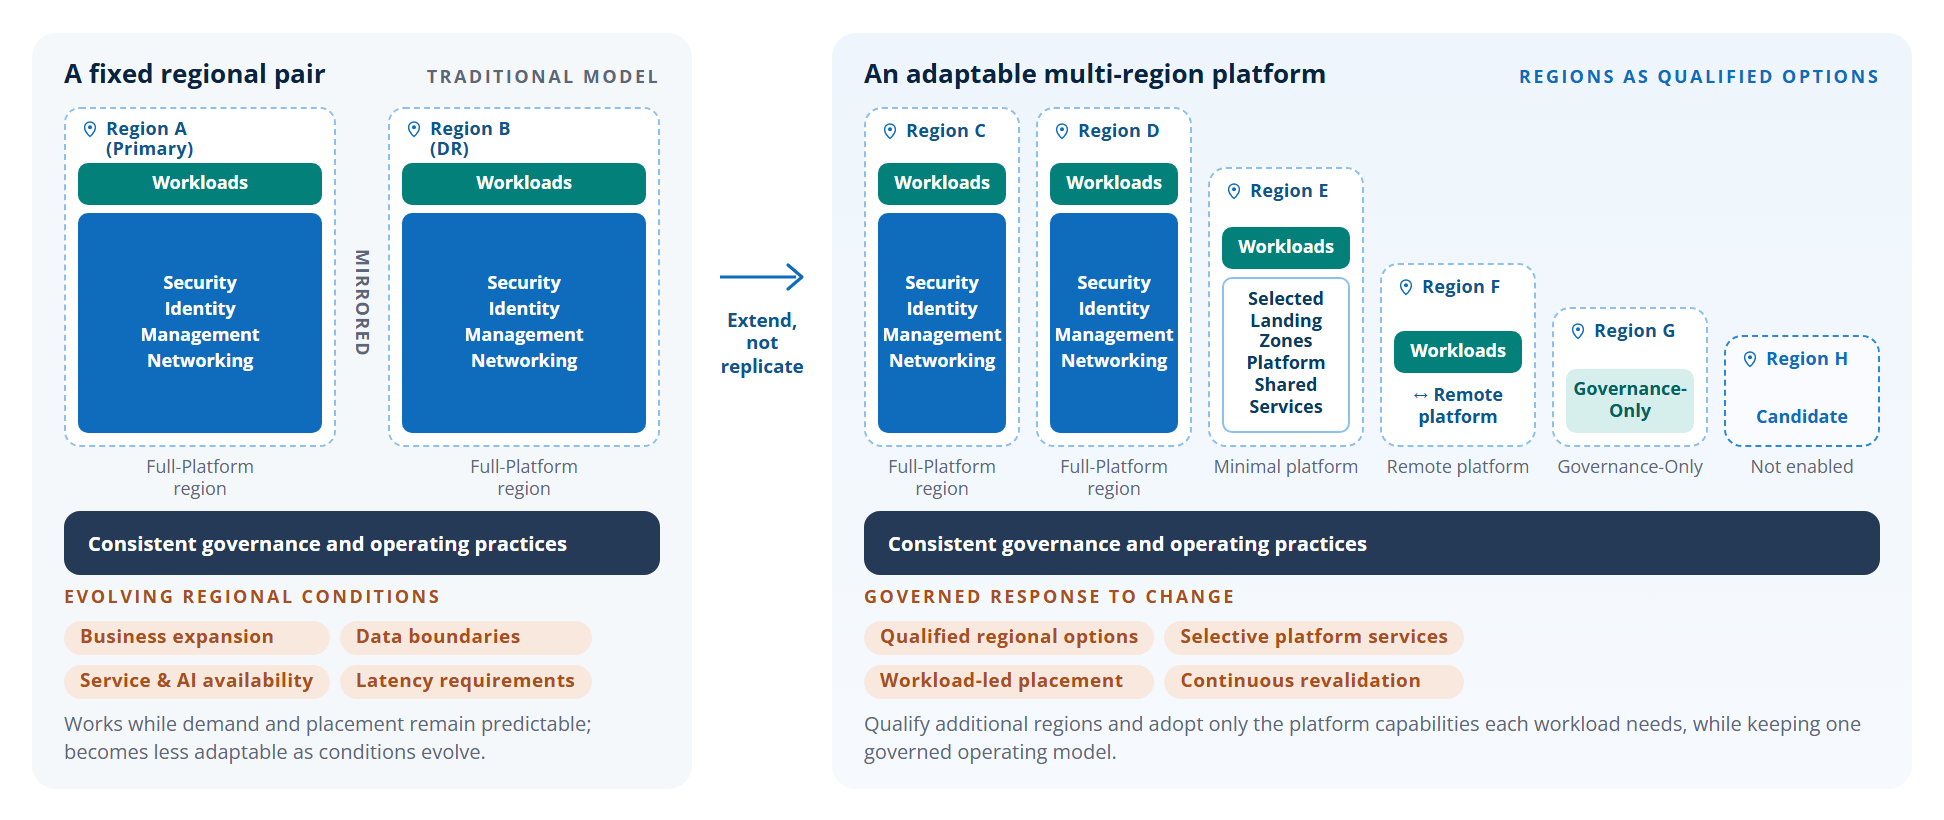 A fixed regional pair
TRADITIONAL MODEL
Region A
(Primary)
Workloads
Security
Identity
Management
Networking
Full-Platform
region
MIRRORED
Region B
(DR)
Workloads
Security
Identity
Management
Networking
Full-Platform
region
Consistent governance and operating practices
EVOLVING REGIONAL CONDITIONS
Business expansion
Data boundaries
Service & AI availability
Latency requirements
Works while demand and placement remain predictable;
becomes less adaptable as conditions evolve.
Extend,
not
replicate
An adaptable multi-region platform
REGIONS AS QUALIFIED OPTIONS
Region C
Workloads
Security
Identity
Management
Networking
Full-Platform
region
Region D
Workloads
Security
Identity
Management
Networking
Full-Platform
region
Region E
Workloads
Selected
Landing
Zones
Platform
Shared
Services
Minimal platform
Region F
Workloads
↔ Remote
platform
Remote platform
Region G
Governance-
Only
Governance-Only
Region H
Candidate
Not enabled
Consistent governance and operating practices
GOVERNED RESPONSE TO CHANGE
Qualified regional options
Selective platform services
Workload-led placement
Continuous revalidation
Qualify additional regions and adopt only the platform capabilities each workload needs, while keeping one
governed operating model.